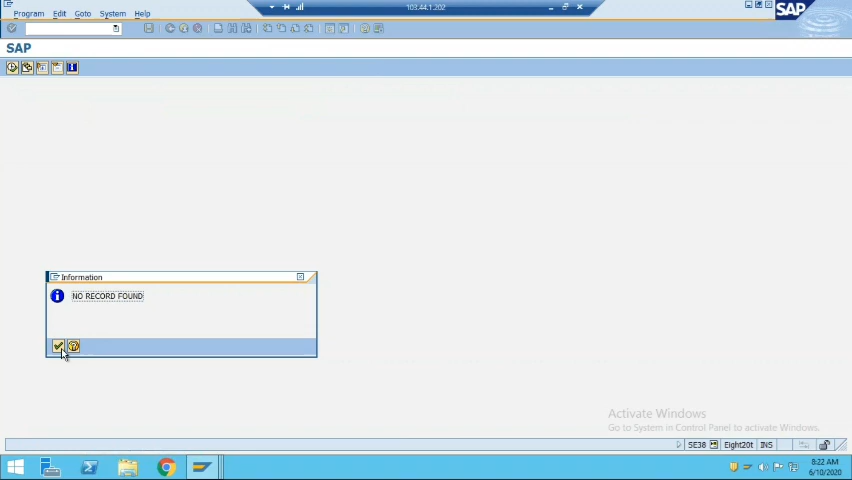 103.44.1.202
Program Edit Goto System Help
SAP
SAP
Information
NO RECORD FOUND
Activate Windows
Go to System in Control Panel to activate Windows.
SE38 Eight20t INS
8:22 AM
6/10/2020